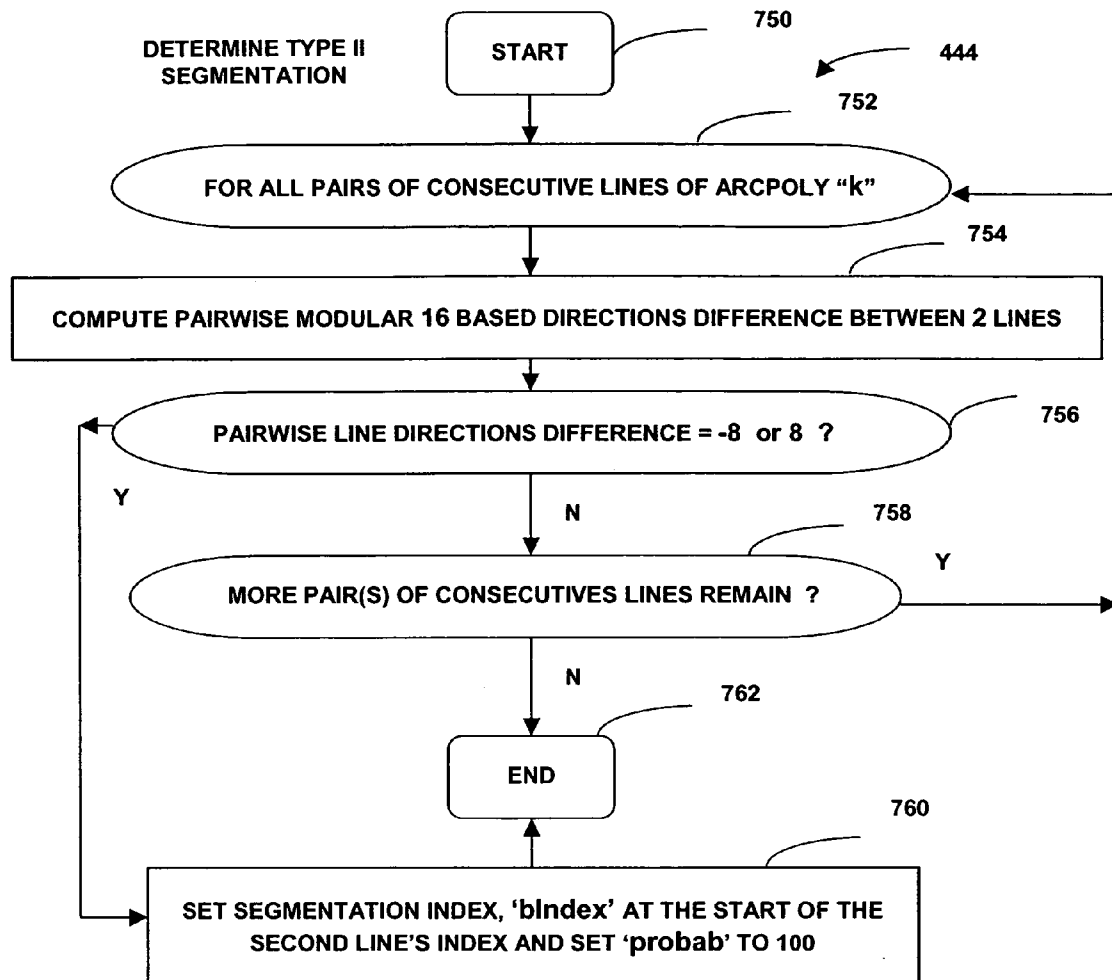 750
DETERMINE TYPE II
SEGMENTATION
START
444
752
FOR ALL PAIRS OF CONSECUTIVE LINES OF ARCPOLY “k”
754
COMPUTE PAIRWISE MODULAR 16 BASED DIRECTIONS DIFFERENCE BETWEEN 2 LINES
756
PAIRWISE LINE DIRECTIONS DIFFERENCE = -8 or 8 ?
Y
N
758
Y
MORE PAIR(S) OF CONSECUTIVES LINES REMAIN ?
N
762
END
760
SET SEGMENTATION INDEX, ‘bIndex’ AT THE START OF THE
SECOND LINE’S INDEX AND SET ‘probab’ TO 100